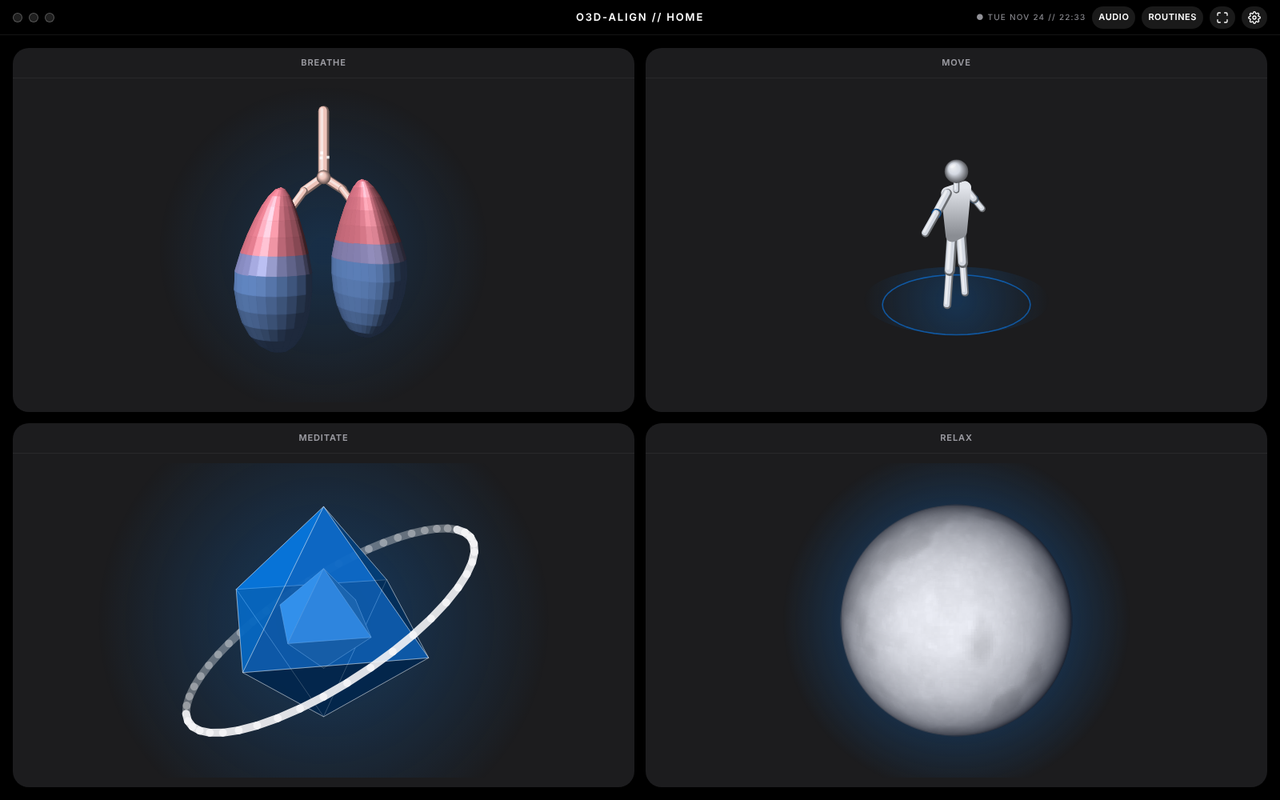 O3D-ALIGN // HOME
TUE NOV 24 // 22:33
AUDIO
ROUTINES
BREATHE
MOVE
MEDITATE
RELAX